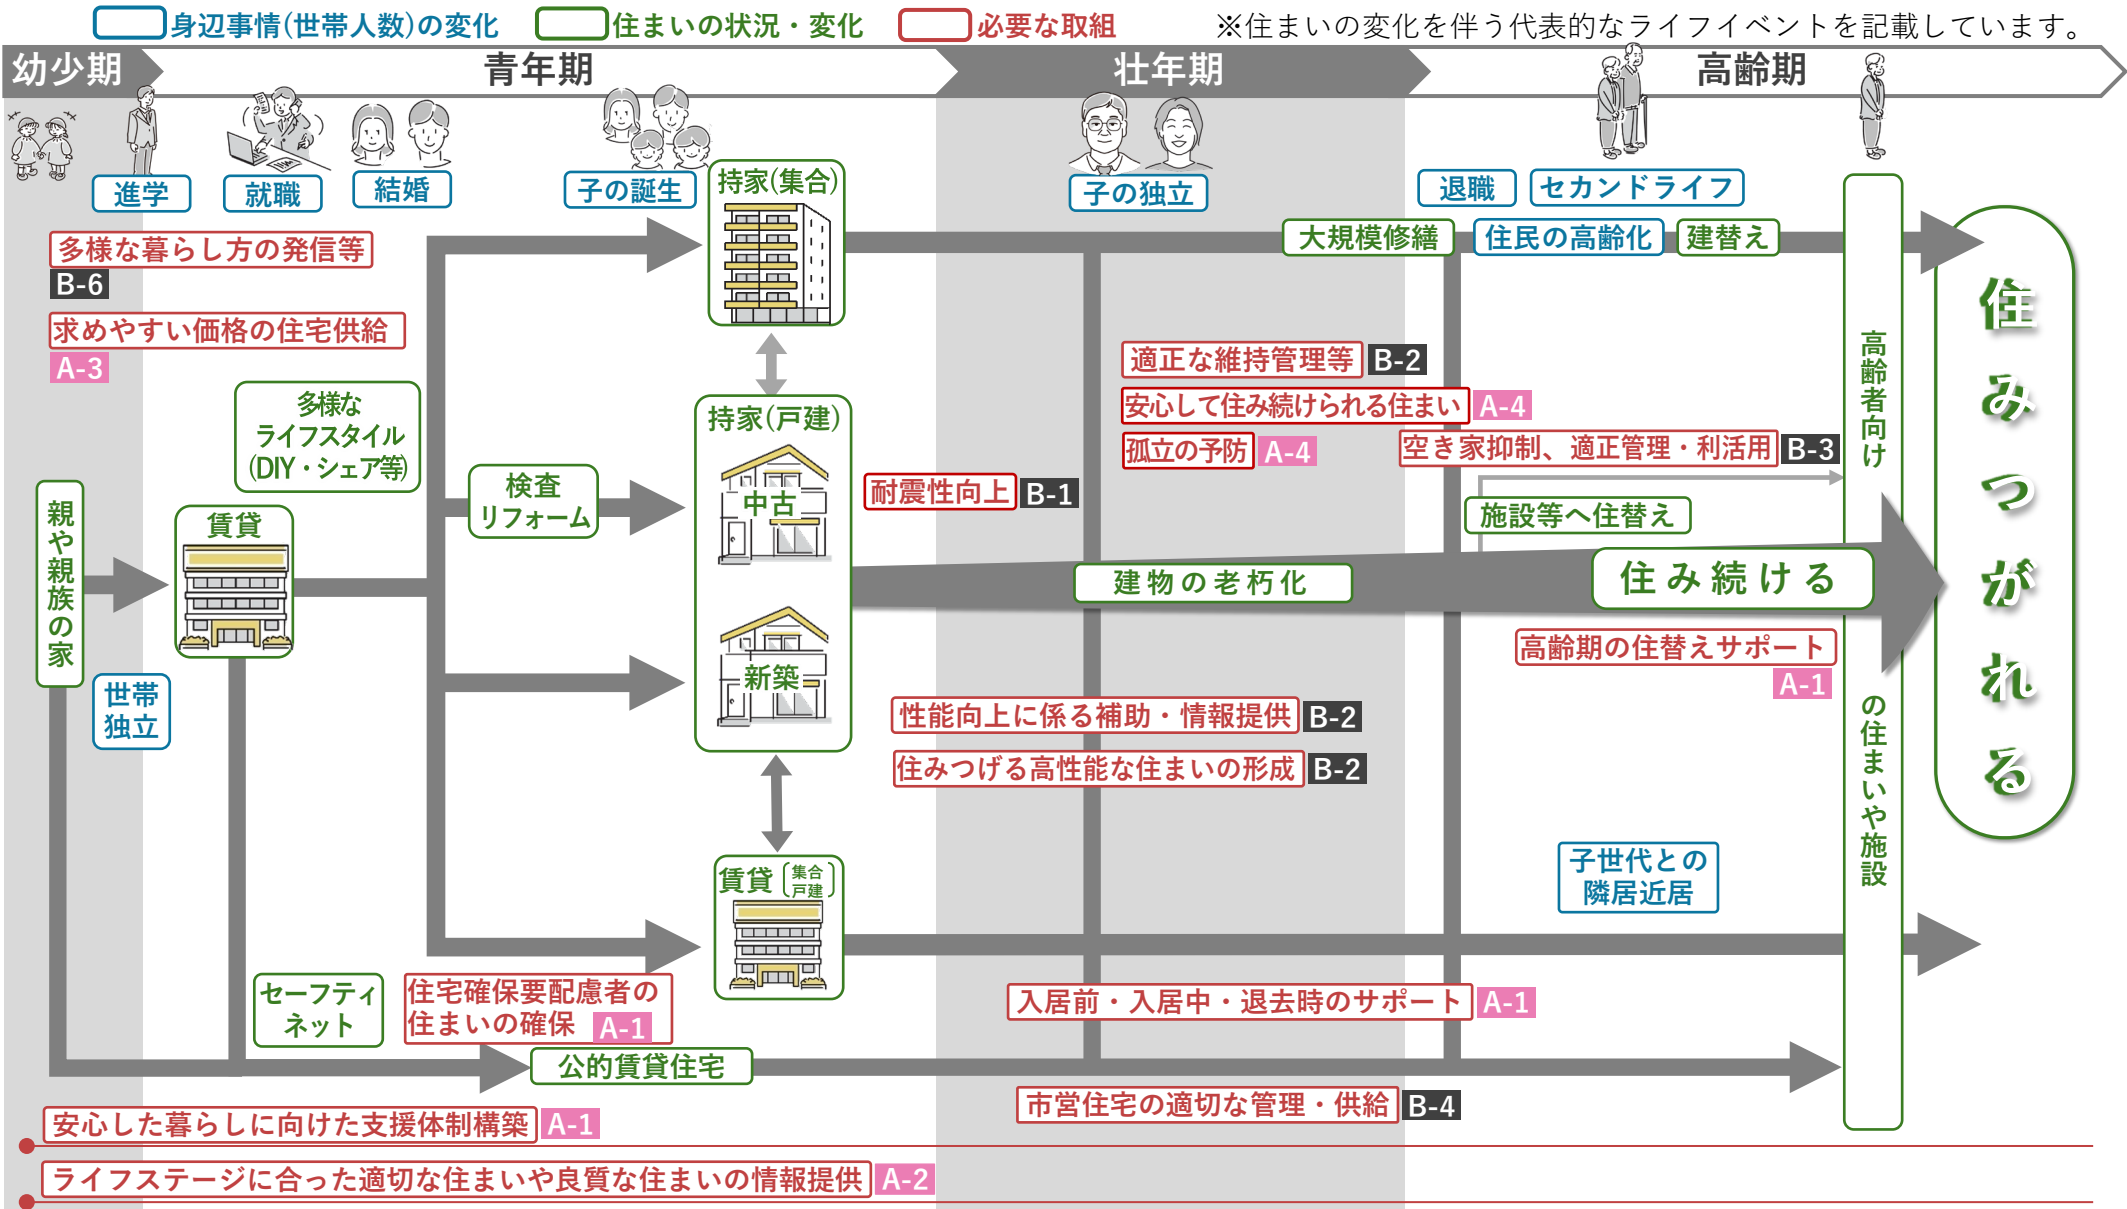 身辺事情(世帯人数)の変化
住まいの状況・変化
必要な取組
※住まいの変化を伴う代表的なライフイベントを記載しています。
幼少期
青年期
壮年期
高齢期
進学
就職
結婚
子の誕生
子の独立
退職
セカンドライフ
持家(集合)
大規模修繕
住民の高齢化
建替え
多様な暮らし方の発信等
B-6
求めやすい価格の住宅供給
A-3
多様な
ライフスタイル
(DIY・シェア等)
適正な維持管理等 B-2
安心して住み続けられる住まい A-4
孤立の予防 A-4
空き家抑制、適正管理・利活用 B-3
持家(戸建)
中古
新築
検査
リフォーム
耐震性向上 B-1
施設等へ住替え
親や親族の家
賃貸
建物の老朽化
住み続ける
高齢者向け
の住まいや施設
住みつがれる
世帯
独立
高齢期の住替えサポート
A-1
性能向上に係る補助・情報提供 B-2
住みつげる高性能な住まいの形成 B-2
賃貸
集合
戸建
子世代との
隣居近居
セーフティ
ネット
住宅確保要配慮者の
住まいの確保 A-1
入居前・入居中・退去時のサポート A-1
公的賃貸住宅
市営住宅の適切な管理・供給 B-4
安心した暮らしに向けた支援体制構築 A-1
ライフステージに合った適切な住まいや良質な住まいの情報提供 A-2